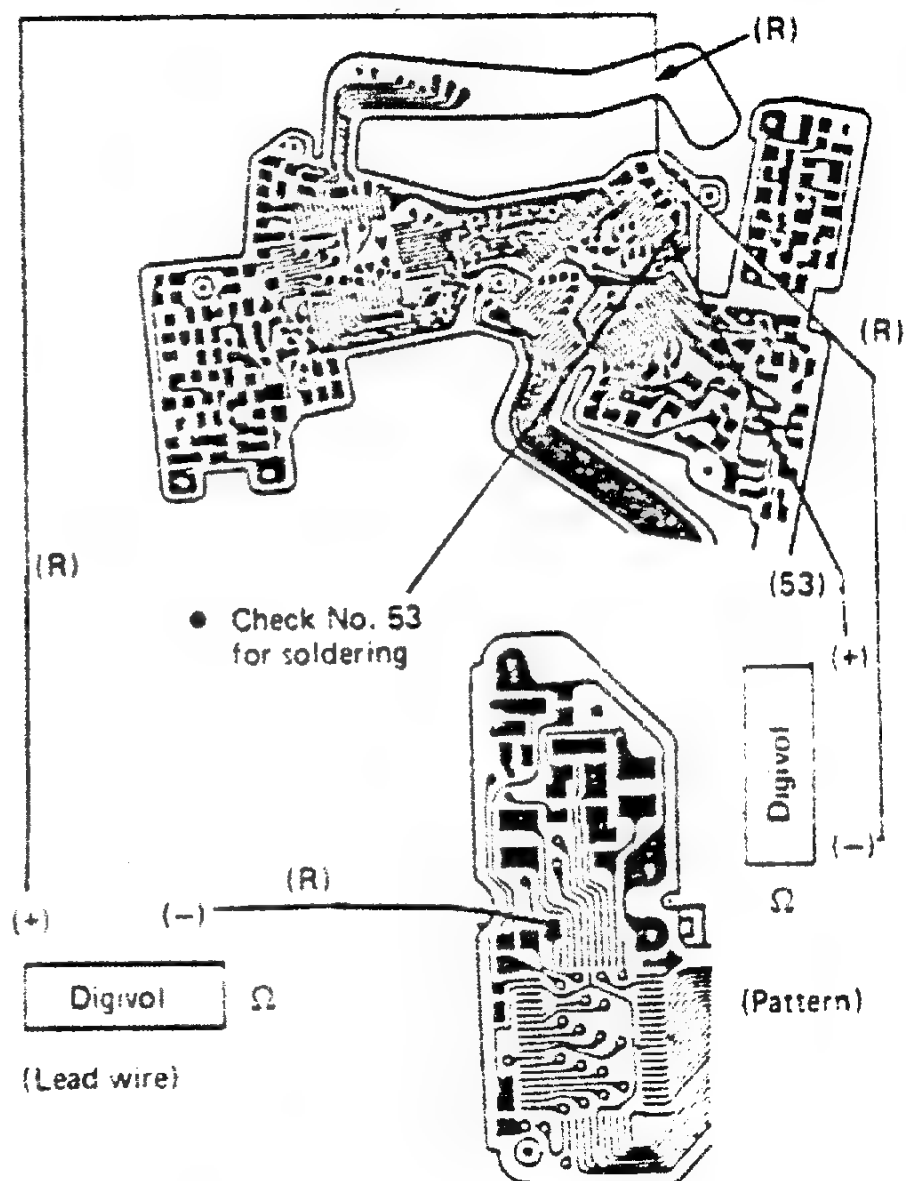 (R)
(R)
(R)
(53)
● Check No. 53
for soldering
(+)
Digivol
(−)
Ω
(R)
(+)
(−)
Digivol
Ω
(Pattern)
(Lead wire)